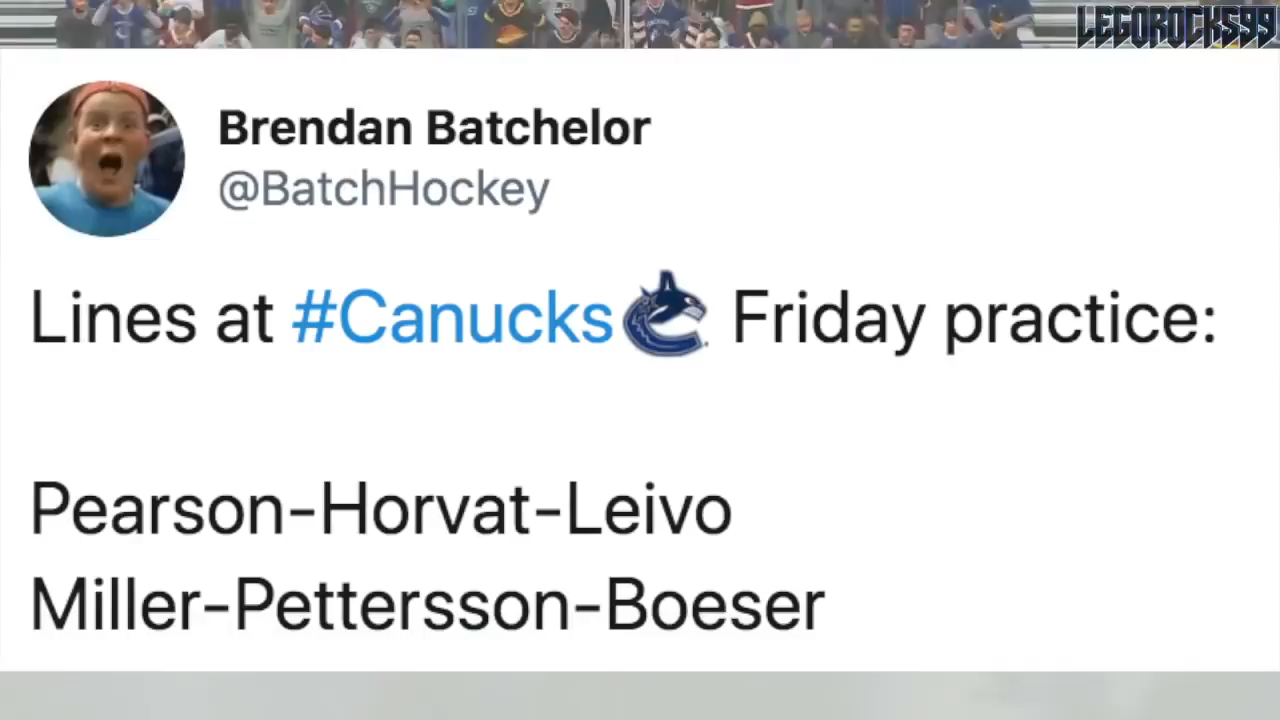 LEGOROCKS99
Brendan Batchelor
@BatchHockey
Lines at #Canucks Friday practice:
Pearson-Horvat-Leivo
Miller-Pettersson-Boeser